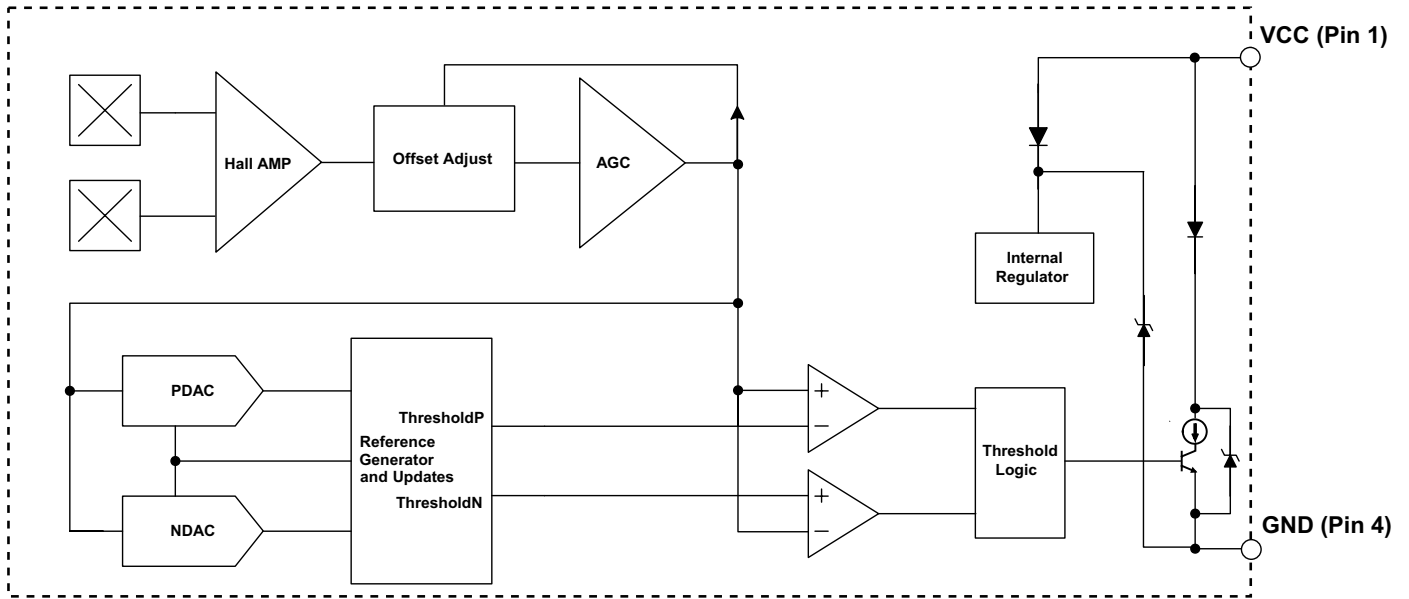 VCC (Pin 1)
Hall AMP
Offset Adjust
AGC
Internal
Regulator
PDAC
ThresholdP
Reference
Generator
and Updates
ThresholdN
NDAC
+
−
+
−
Threshold
Logic
GND (Pin 4)